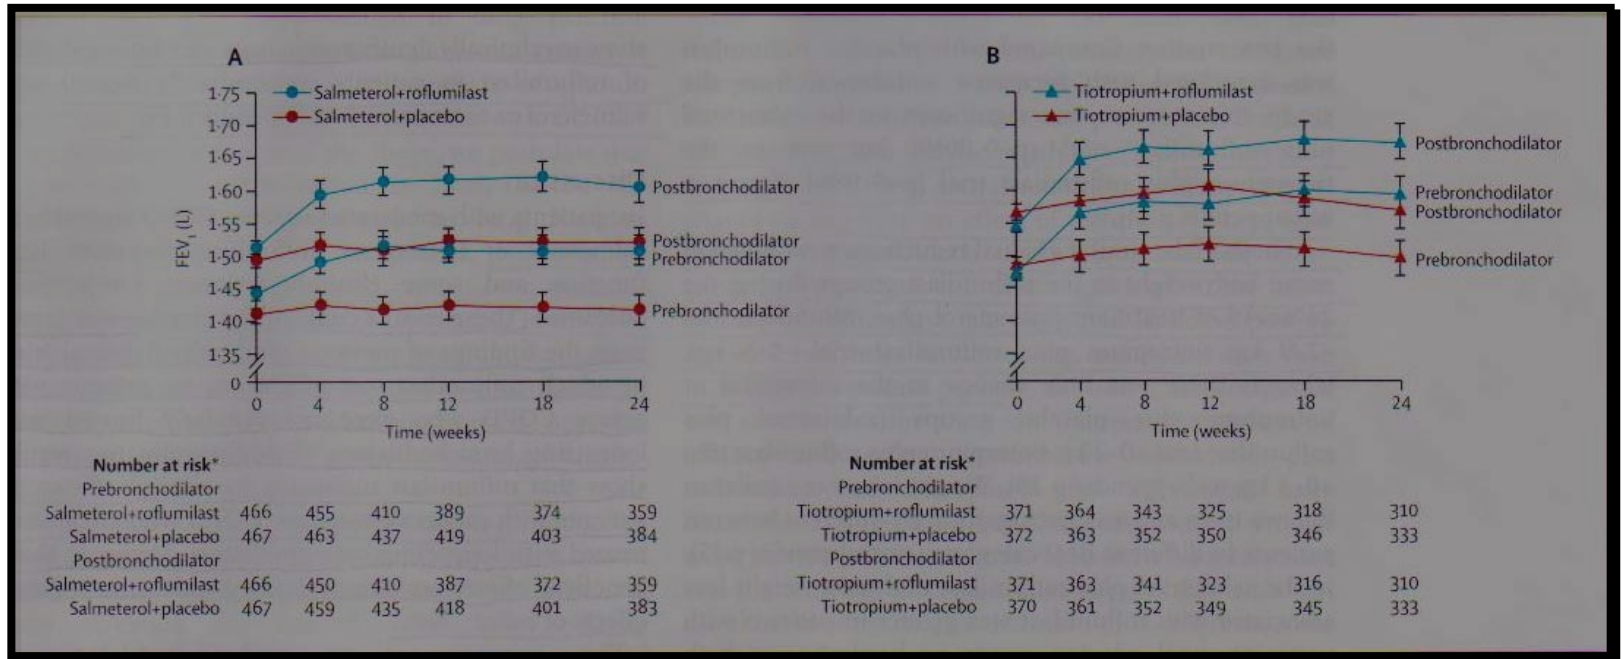 A
1·75
Salmeterol+roflumilast
Salmeterol+placebo
1·70
1·65
1·60
1·55
1·50
1·45
1·40
1·35
0
FEV1 (L)
Postbronchodilator
Postbronchodilator
Prebronchodilator
Prebronchodilator
0 4 8 12 18 24
Time (weeks)
Number at risk*
Prebronchodilator
Salmeterol+roflumilast 466 455 410 389 374 359
Salmeterol+placebo 467 463 437 419 403 384
Postbronchodilator
Salmeterol+roflumilast 466 450 410 387 372 359
Salmeterol+placebo 467 459 435 418 401 383
B
Tiotropium+roflumilast
Tiotropium+placebo
Postbronchodilator
Prebronchodilator
Postbronchodilator
Prebronchodilator
0 4 8 12 18 24
Time (weeks)
Number at risk*
Prebronchodilator
Tiotropium+roflumilast 371 364 343 325 318 310
Tiotropium+placebo 372 363 352 350 346 333
Postbronchodilator
Tiotropium+roflumilast 371 363 341 323 316 310
Tiotropium+placebo 370 361 352 349 345 333